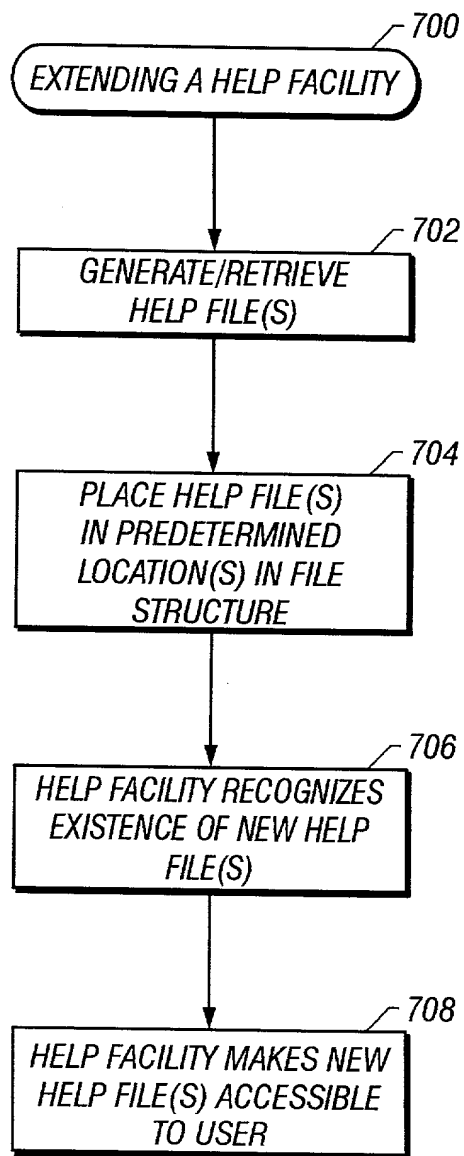 700
EXTENDING A HELP FACILITY
702
GENERATE/RETRIEVE
HELP FILE(S)
704
PLACE HELP FILE(S)
IN PREDETERMINED
LOCATION(S) IN FILE
STRUCTURE
706
HELP FACILITY RECOGNIZES
EXISTENCE OF NEW HELP
FILE(S)
708
HELP FACILITY MAKES NEW
HELP FILE(S) ACCESSIBLE
TO USER